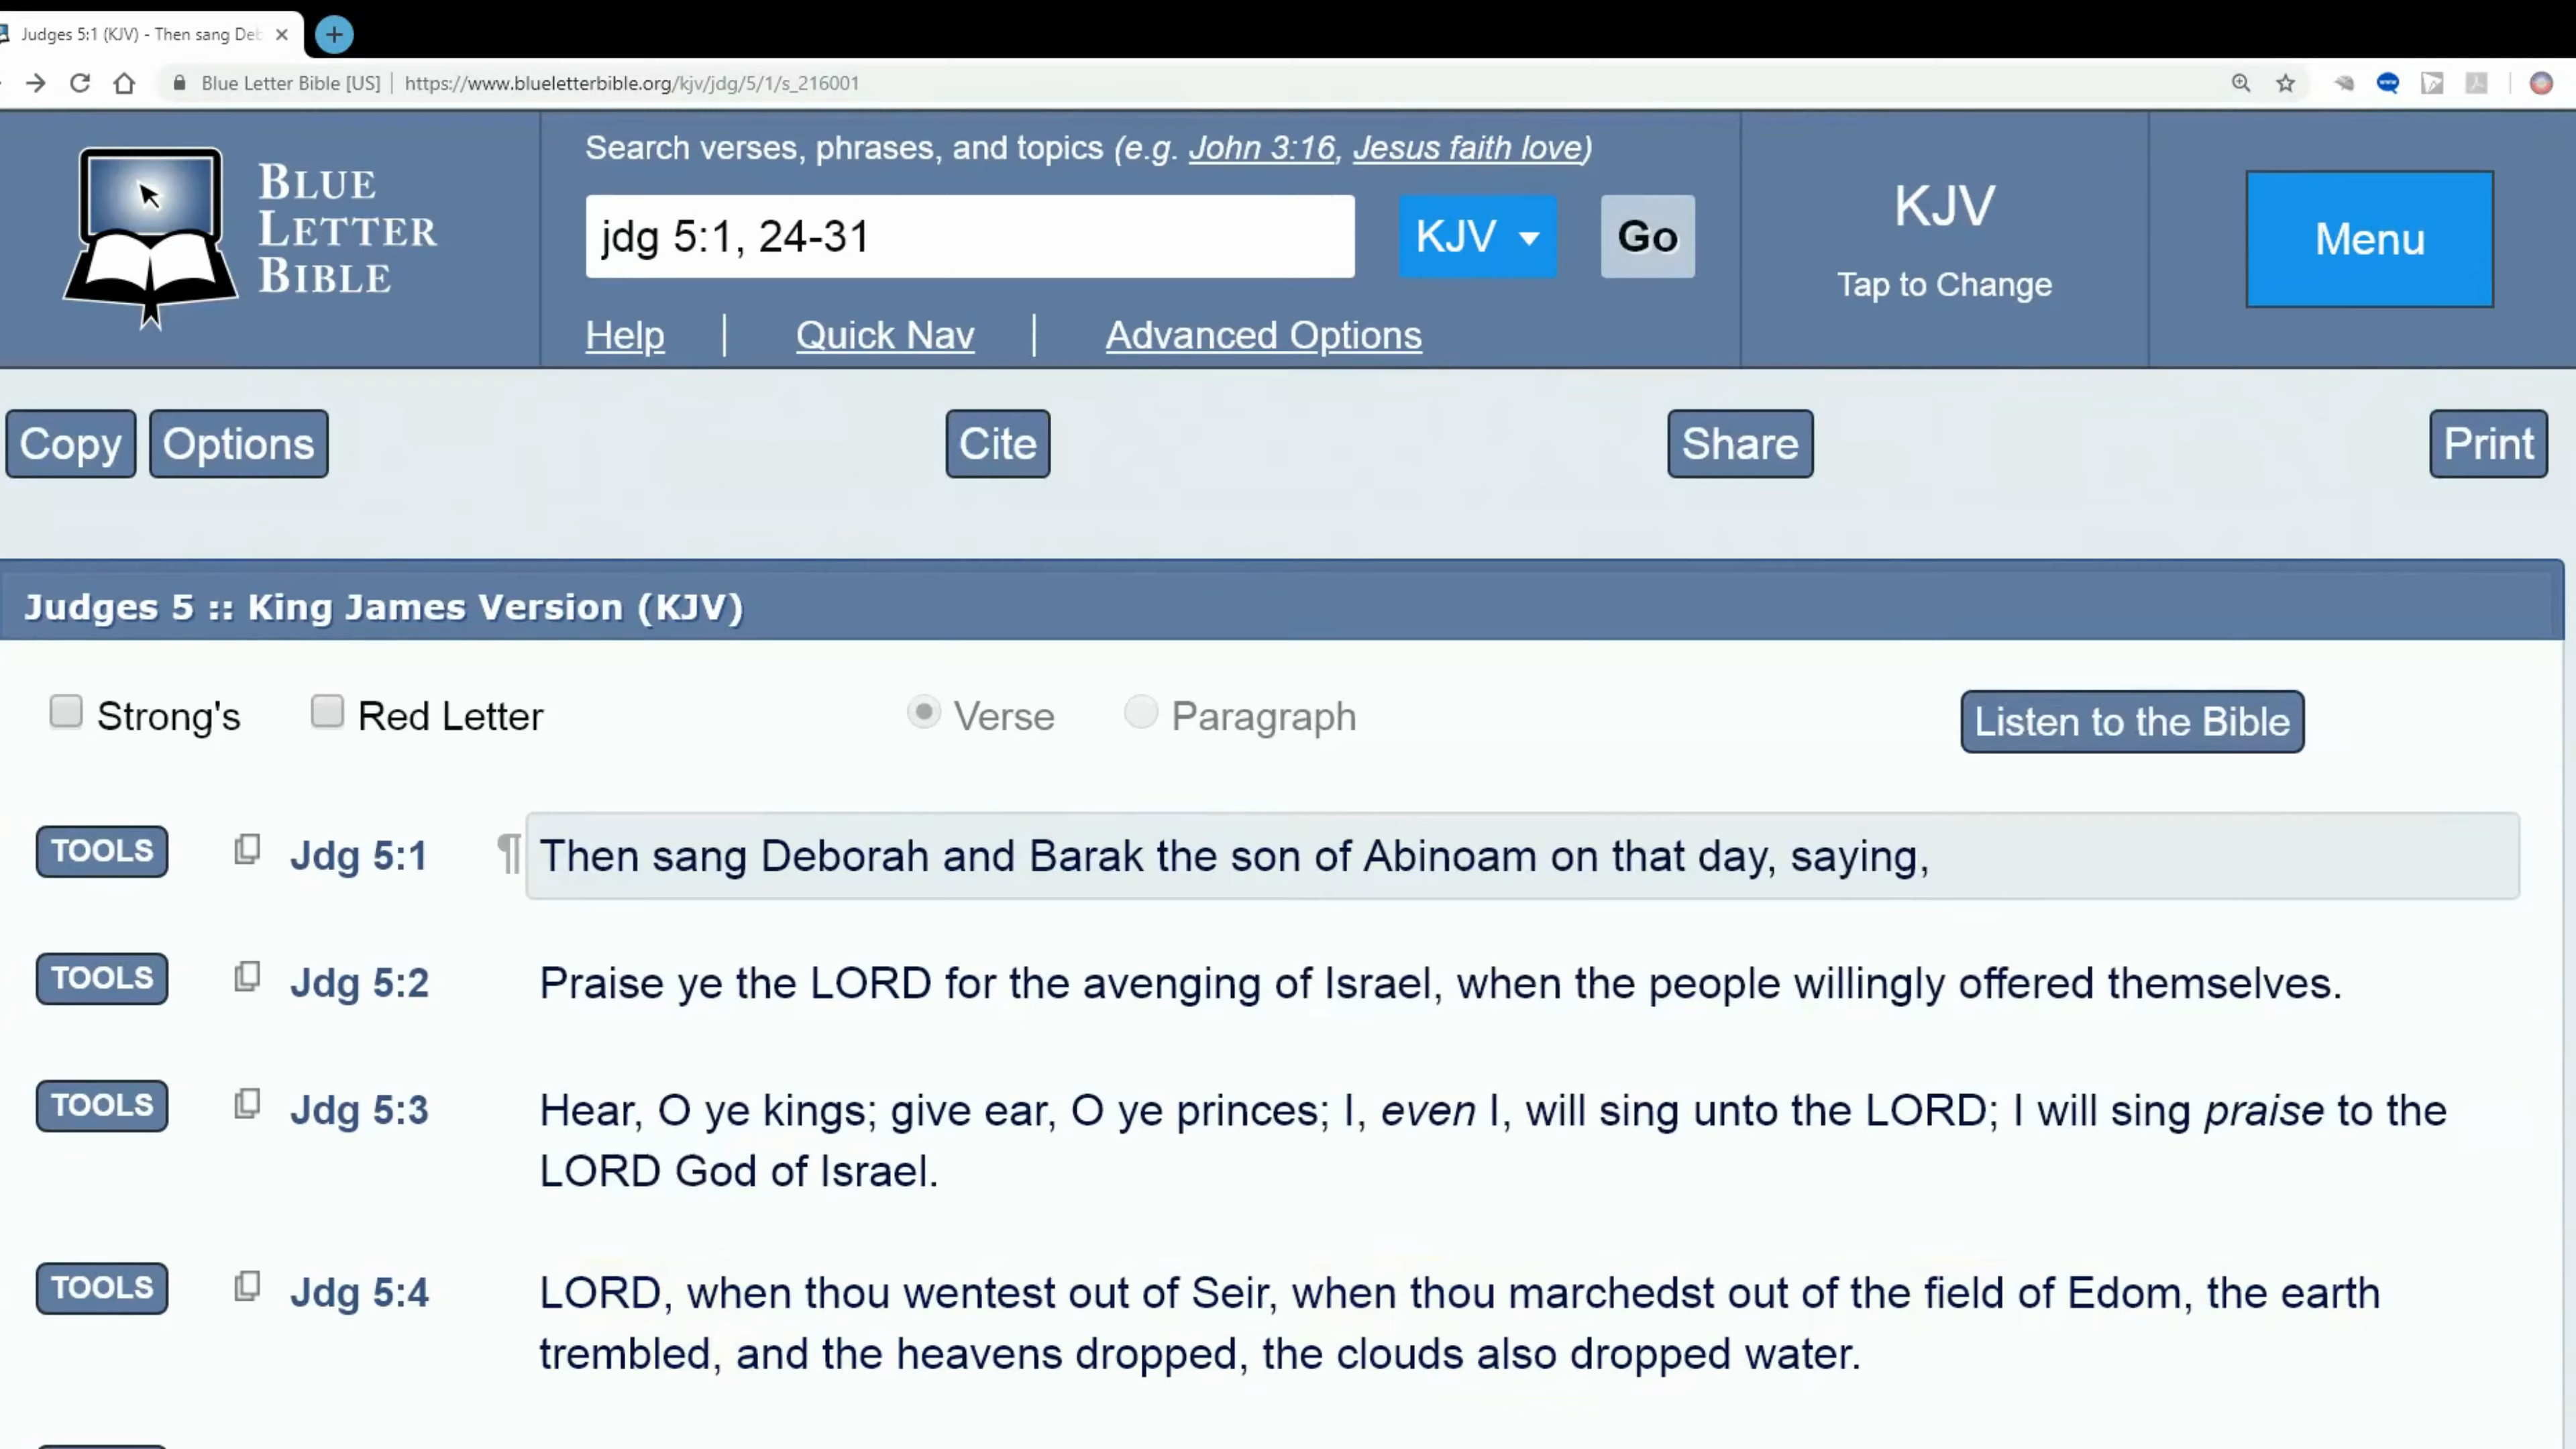 Judges 5:1 (KJV) - Then sang Deb
Blue Letter Bible [US] | https://www.blueletterbible.org/kjv/jdg/5/1/s_216001
BLUE
LETTER
BIBLE
Search verses, phrases, and topics (e.g. John 3:16, Jesus faith love)
jdg 5:1, 24-31
KJV
Go
Help | Quick Nav | Advanced Options
KJV
Tap to Change
Menu
Copy Options Cite Share Print
Judges 5 :: King James Version (KJV)
Strong's Red Letter Verse Paragraph Listen to the Bible
TOOLS Jdg 5:1 ¶ Then sang Deborah and Barak the son of Abinoam on that day, saying,
TOOLS Jdg 5:2 Praise ye the LORD for the avenging of Israel, when the people willingly offered themselves.
TOOLS Jdg 5:3 Hear, O ye kings; give ear, O ye princes; I, even I, will sing unto the LORD; I will sing praise to the
LORD God of Israel.
TOOLS Jdg 5:4 LORD, when thou wentest out of Seir, when thou marchedst out of the field of Edom, the earth
trembled, and the heavens dropped, the clouds also dropped water.